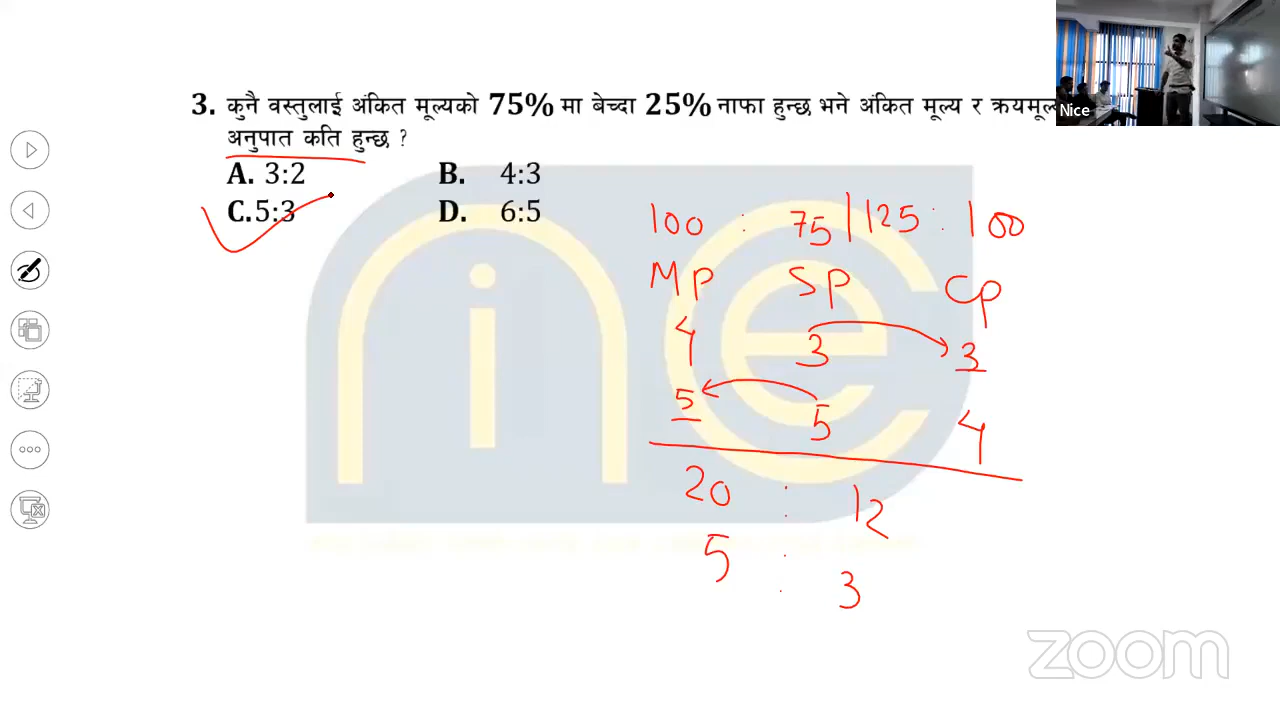 3. कुनै वस्तुलाई अंकित मूल्यको 75% मा बेच्दा 25% नाफा हुन्छ भने अंकित मूल्य र क्रयमूल
अनुपात कति हुन्छ ?
A. 3:2 B. 4:3
C.5:3 D. 6:5
100 : 75 | 125 : 100
MP SP CP
4 3 3
5 5 4
20 : 12
5 : 3
Nice
zoom